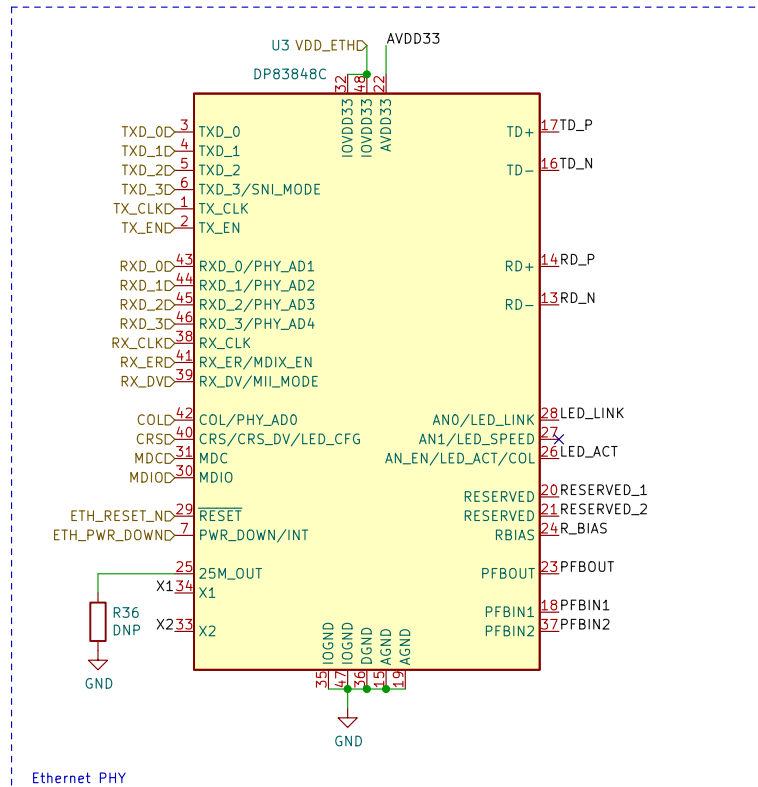 U3 VDD_ETH AVDD33
DP83848C
32 48 22
IOVDD33 IOVDD33 AVDD33
TXD_0 3 TXD_0 TD+ 17 TD_P
TXD_1 4 TXD_1
TXD_2 5 TXD_2 TD- 16 TD_N
TXD_3 6 TXD_3/SNI_MODE
TX_CLK 1 TX_CLK
TX_EN 2 TX_EN
RXD_0 43 RXD_0/PHY_AD1 RD+ 14 RD_P
RXD_1 44 RXD_1/PHY_AD2
RXD_2 45 RXD_2/PHY_AD3 RD- 13 RD_N
RXD_3 46 RXD_3/PHY_AD4
RX_CLK 38 RX_CLK
RX_ER 41 RX_ER/MDIX_EN
RX_DV 39 RX_DV/MII_MODE
COL 42 COL/PHY_AD0 AN0/LED_LINK 28 LED_LINK
CRS 40 CRS/CRS_DV/LED_CFG AN1/LED_SPEED 27
MDC 31 MDC AN_EN/LED_ACT/COL 26 LED_ACT
MDIO 30 MDIO
RESERVED 20 RESERVED_1
ETH_RESET_N 29 RESET RESERVED 21 RESERVED_2
ETH_PWR_DOWN 7 PWR_DOWN/INT RBIAS 24 R_BIAS
25 25M_OUT PFBOUT 23 PFBOUT
X1 34 X1
R36 PFBIN1 18 PFBIN1
DNP X2 33 X2 PFBIN2 37 PFBIN2
IOGND IOGND DGND AGND AGND
35 47 36 15 19
GND
GND
Ethernet PHY